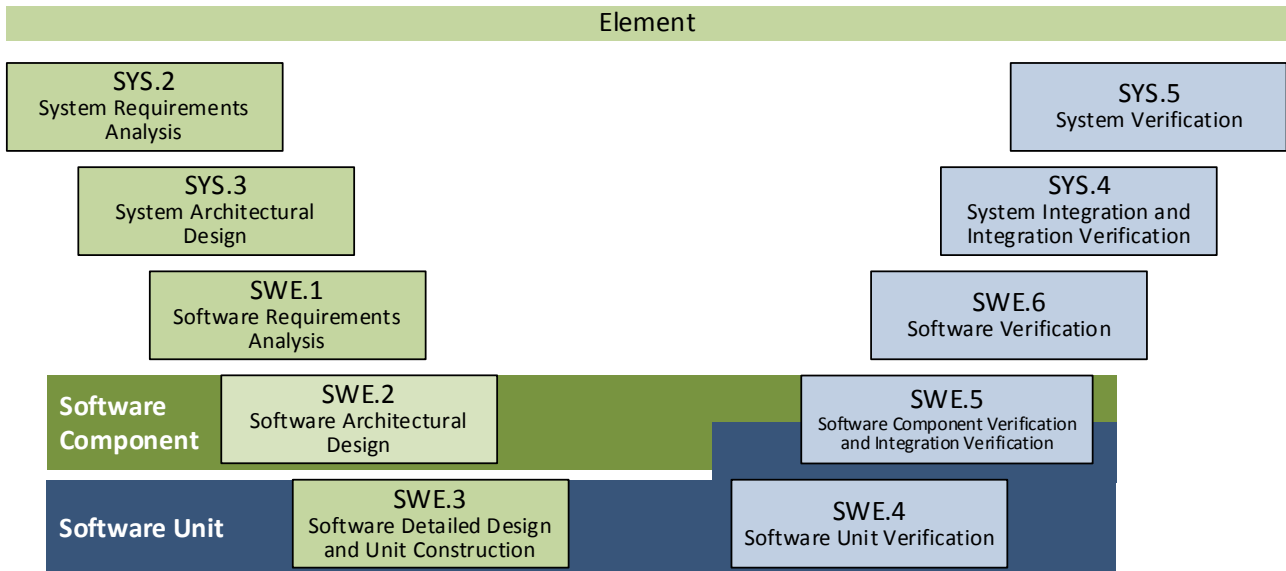 Element
SYS.2
System Requirements
Analysis
SYS.5
System Verification
SYS.3
System Architectural
Design
SYS.4
System Integration and
Integration Verification
SWE.1
Software Requirements
Analysis
SWE.6
Software Verification
Software
Component
SWE.2
Software Architectural
Design
SWE.5
Software Component Verification
and Integration Verification
Software Unit
SWE.3
Software Detailed Design
and Unit Construction
SWE.4
Software Unit Verification